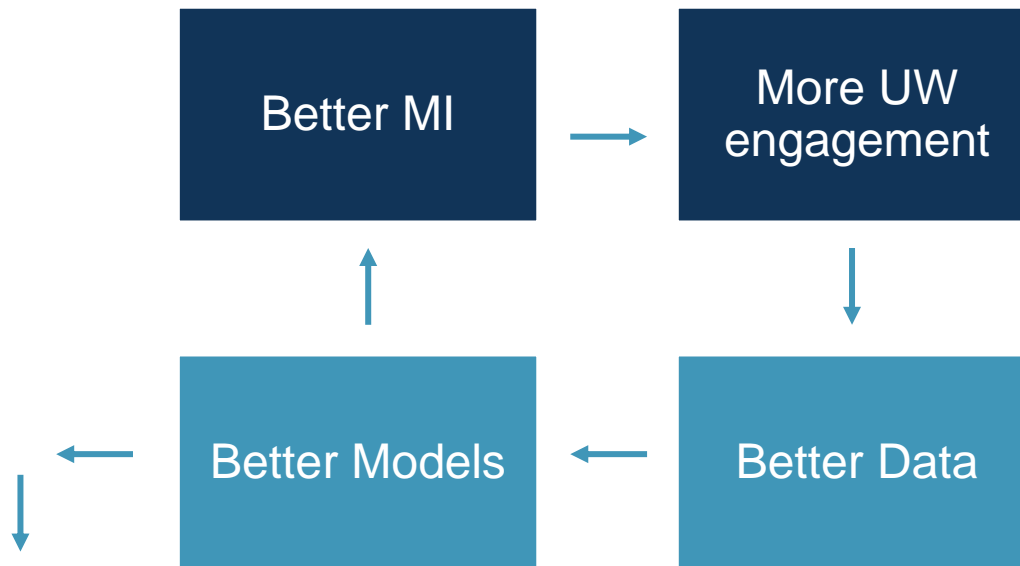 Better MI
More UW
engagement
Better Models
Better Data